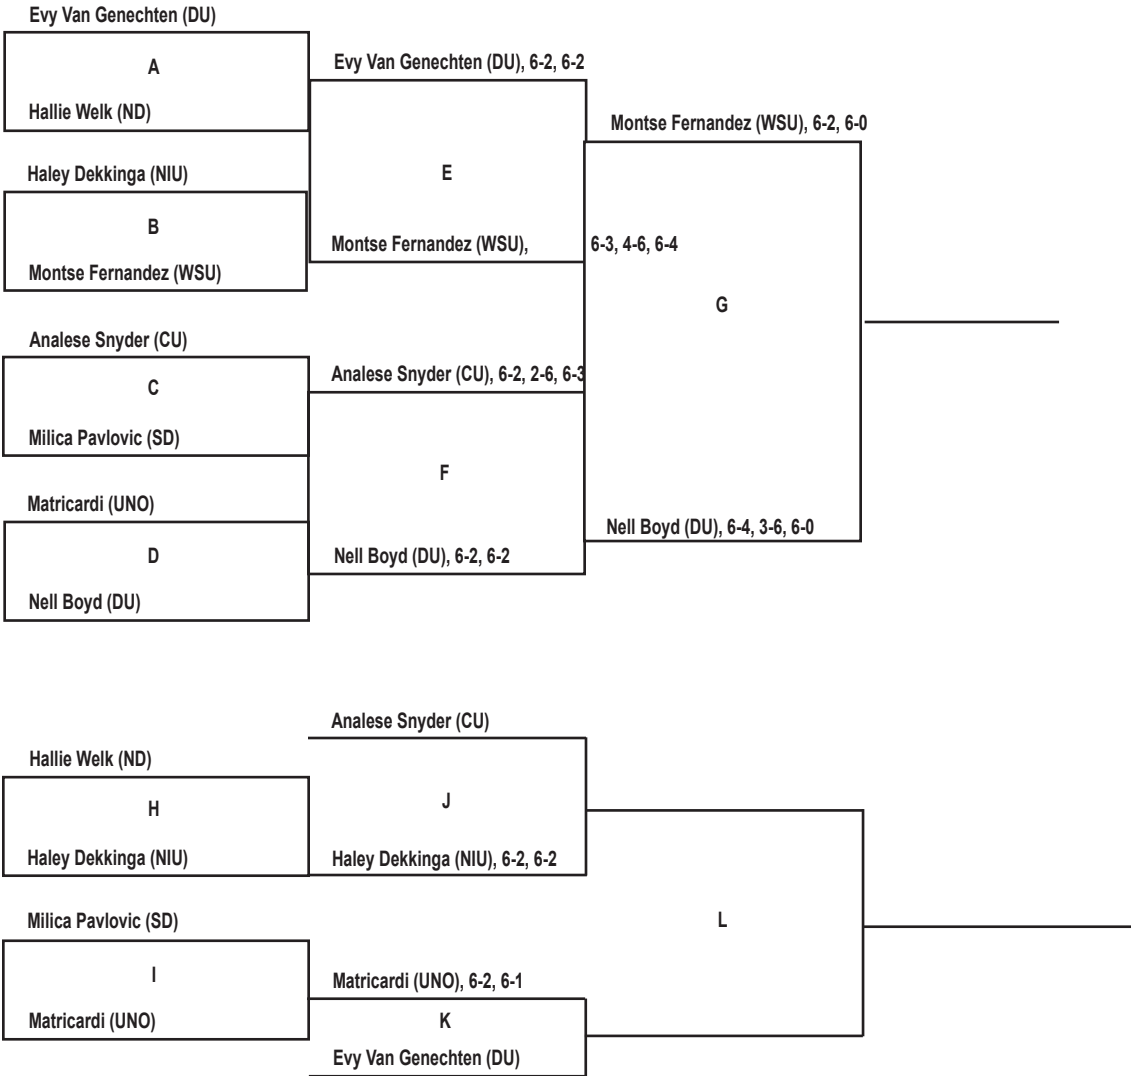 Evy Van Genechten (DU)
A
Hallie Welk (ND)
Evy Van Genechten (DU), 6-2, 6-2
Haley Dekkinga (NIU)
B
Montse Fernandez (WSU)
E
Montse Fernandez (WSU), 6-3, 4-6, 6-4
Montse Fernandez (WSU), 6-2, 6-0
G
Analese Snyder (CU)
C
Milica Pavlovic (SD)
Analese Snyder (CU), 6-2, 2-6, 6-3
F
Matricardi (UNO)
D
Nell Boyd (DU)
Nell Boyd (DU), 6-2, 6-2
Nell Boyd (DU), 6-4, 3-6, 6-0
Analese Snyder (CU)
Hallie Welk (ND)
H
Haley Dekkinga (NIU)
J
Haley Dekkinga (NIU), 6-2, 6-2
L
Milica Pavlovic (SD)
I
Matricardi (UNO)
Matricardi (UNO), 6-2, 6-1
K
Evy Van Genechten (DU)